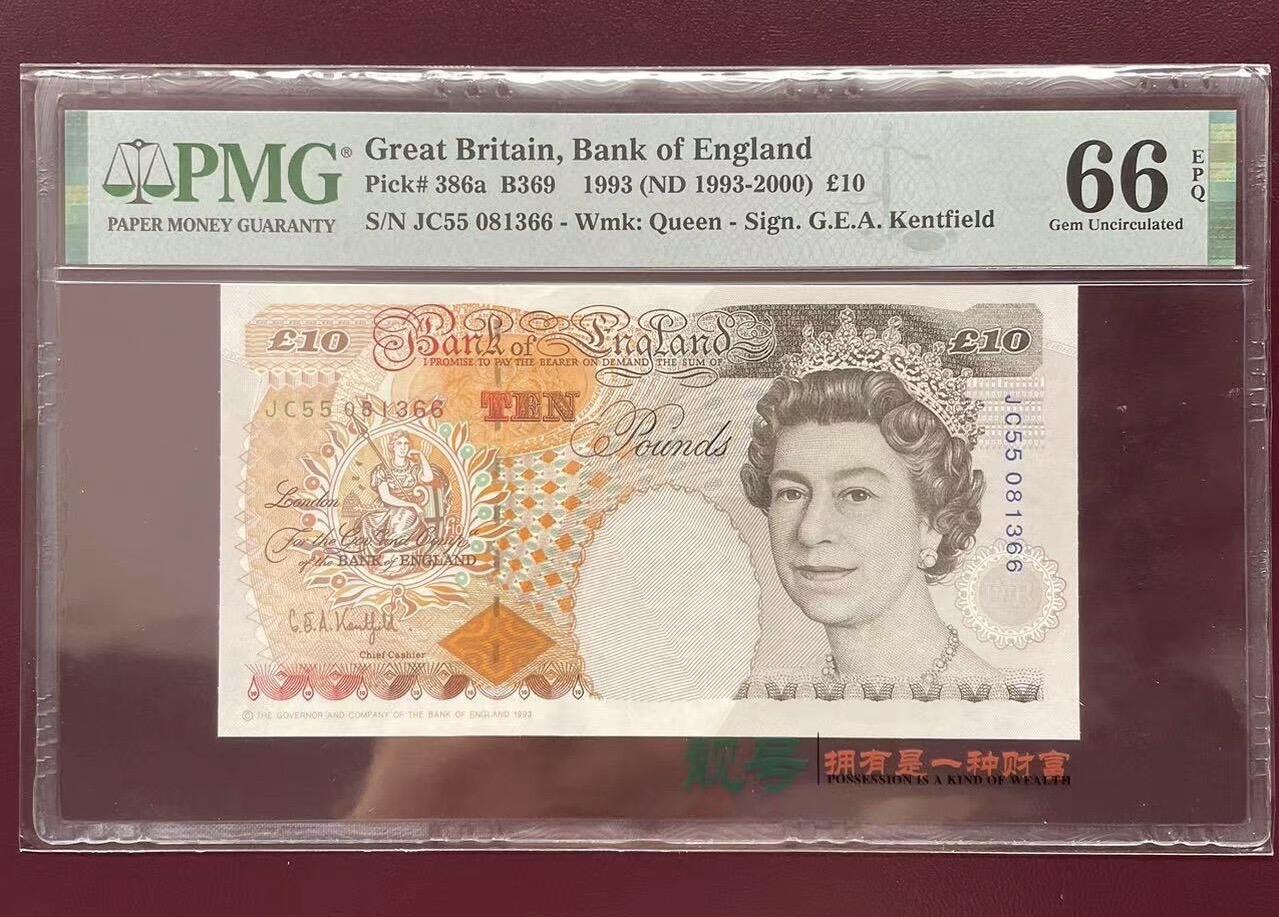 PMG®
PAPER MONEY GUARANTY
Great Britain, Bank of England
Pick# 386a B369 1993 (ND 1993-2000) £10
S/N JC55 081366 - Wmk: Queen - Sign. G.E.A. Kentfield
66
EPQ
Gem Uncirculated
£10
Bank of England
£10
I PROMISE TO PAY THE BEARER ON DEMAND THE SUM OF
JC55 081366
TEN
Pounds
JC55 081366
London
For the Gov.r and Comp.a
of the BANK of ENGLAND
G.E.A. Kentfield
Chief Cashier
© THE GOVERNOR AND COMPANY OF THE BANK OF ENGLAND 1993
靓号
拥有是一种财富
POSSESSION IS A KIND OF WEALTH